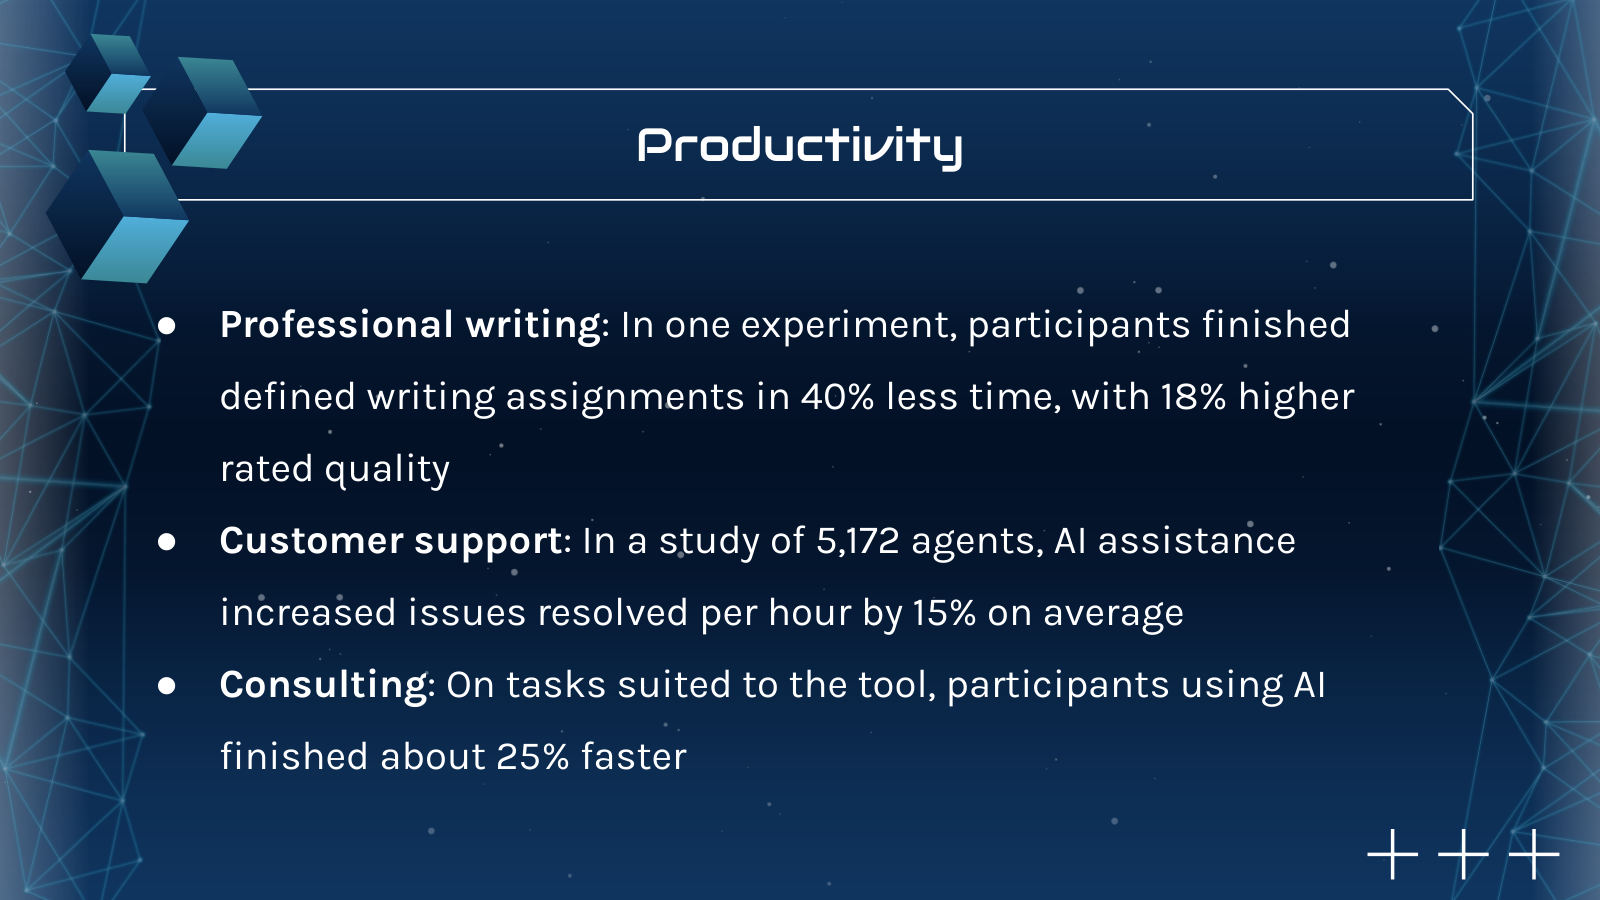 Productivity
● Professional writing: In one experiment, participants finished
defined writing assignments in 40% less time, with 18% higher
rated quality
● Customer support: In a study of 5,172 agents, AI assistance
increased issues resolved per hour by 15% on average
● Consulting: On tasks suited to the tool, participants using AI
finished about 25% faster